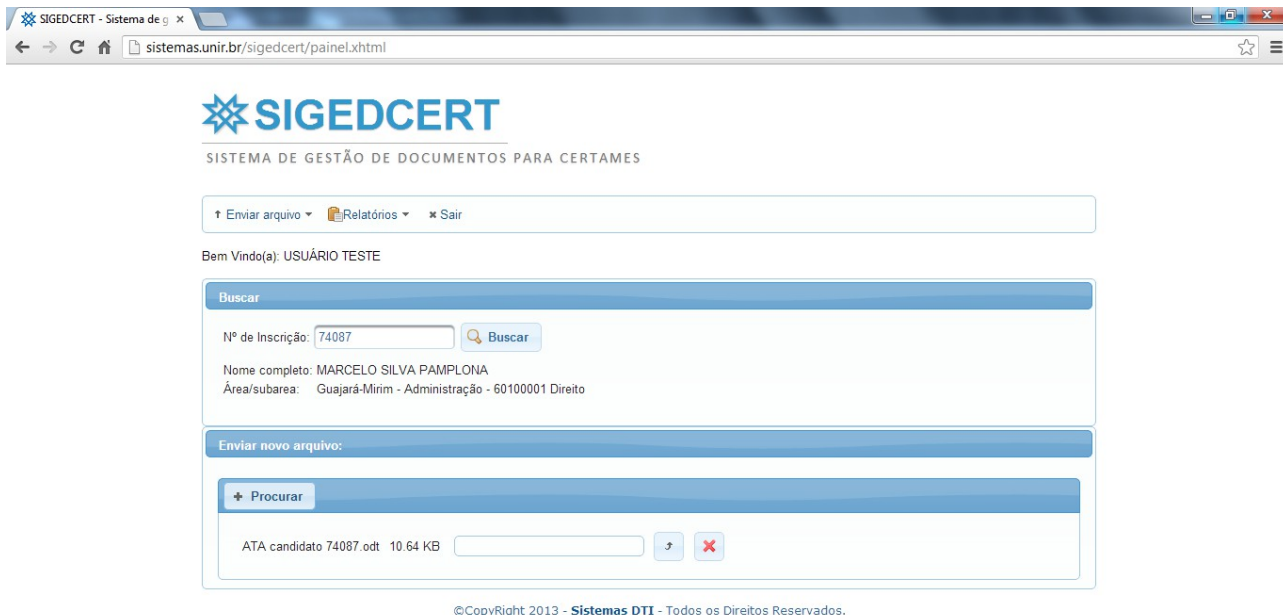 SIGEDCERT - Sistema de g
sistemas.unir.br/sigedcert/painel.xhtml
SIGEDCERT
SISTEMA DE GESTÃO DE DOCUMENTOS PARA CERTAMES
Enviar arquivo Relatórios Sair
Bem Vindo(a): USUÁRIO TESTE
Buscar
Nº de Inscrição: 74087 Buscar
Nome completo: MARCELO SILVA PAMPLONA
Área/subarea: Guajará-Mirim - Administração - 60100001 Direito
Enviar novo arquivo:
Procurar
ATA candidato 74087.odt 10.64 KB
©CopyRight 2013 - Sistemas DTI - Todos os Direitos Reservados.